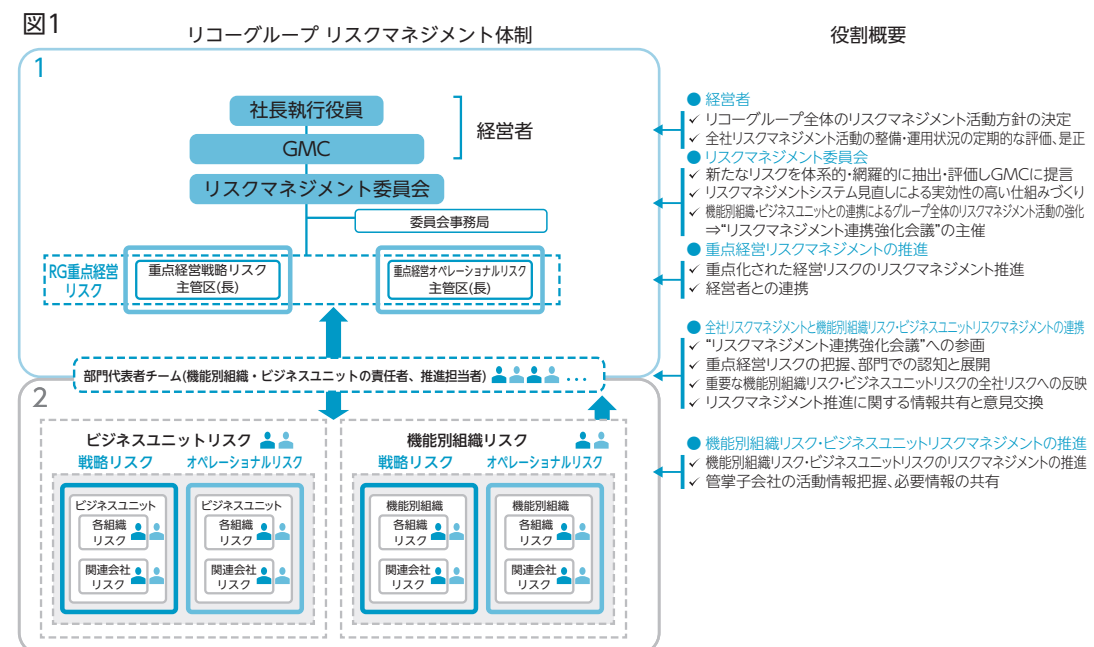 図1
リコーグループ リスクマネジメント体制
役割概要
1
社長執行役員
GMC
経営者
リスクマネジメント委員会
委員会事務局
RG重点経営
リスク
重点経営戦略リスク
主管区(長)
重点経営オペレーショナルリスク
主管区(長)
部門代表者チーム(機能別組織・ビジネスユニットの責任者、推進担当者)
...
2
ビジネスユニットリスク
戦略リスク
オペレーショナルリスク
ビジネスユニット
各組織
リスク
関連会社
リスク
ビジネスユニット
各組織
リスク
関連会社
リスク
機能別組織リスク
戦略リスク
オペレーショナルリスク
機能別組織
各組織
リスク
関連会社
リスク
機能別組織
各組織
リスク
関連会社
リスク
● 経営者
✓ リコーグループ全体のリスクマネジメント活動方針の決定
✓ 全社リスクマネジメント活動の整備・運用状況の定期的な評価、是正
● リスクマネジメント委員会
✓ 新たなリスクを体系的・網羅的に抽出・評価しGMCに提言
✓ リスクマネジメントシステム見直しによる実効性の高い仕組みづくり
✓ 機能別組織・ビジネスユニットとの連携によるグループ全体のリスクマネジメント活動の強化
⇒“リスクマネジメント連携強化会議”の主催
● 重点経営リスクマネジメントの推進
✓ 重点化された経営リスクのリスクマネジメント推進
✓ 経営者との連携
● 全社リスクマネジメントと機能別組織リスク・ビジネスユニットリスクマネジメントの連携
✓ “リスクマネジメント連携強化会議”への参画
✓ 重点経営リスクの把握、部門での認知と展開
✓ 重要な機能別組織リスク・ビジネスユニットリスクの全社リスクへの反映
✓ リスクマネジメント推進に関する情報共有と意見交換
● 機能別組織リスク・ビジネスユニットリスクマネジメントの推進
✓ 機能別組織リスク・ビジネスユニットリスクのリスクマネジメントの推進
✓ 管掌子会社の活動情報把握、必要情報の共有